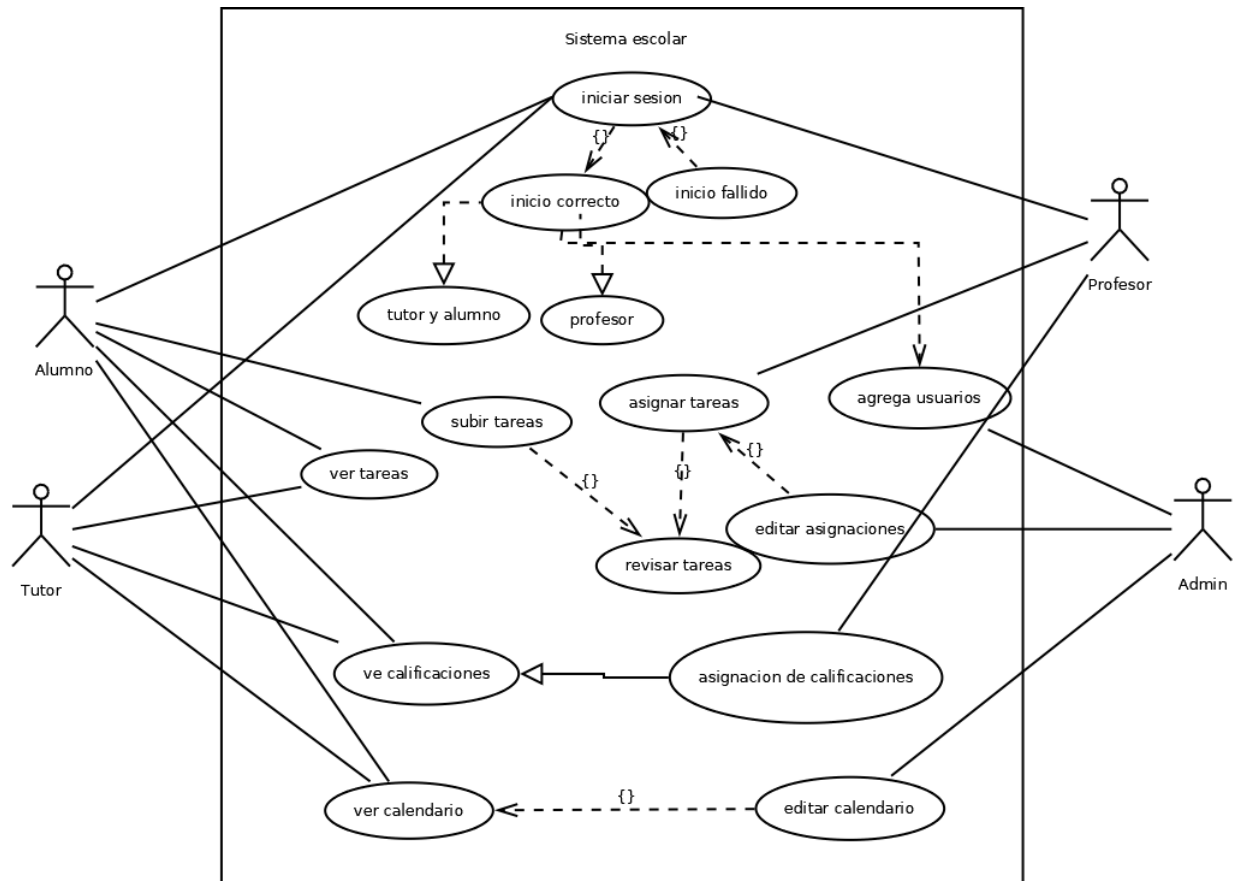 Sistema escolar
iniciar sesion
{}
{}
inicio correcto
inicio fallido
Profesor
tutor y alumno
profesor
Alumno
asignar tareas
agrega usuarios
subir tareas
{}
{}
ver tareas
{}
editar asignaciones
revisar tareas
Tutor
Admin
ve calificaciones
asignacion de calificaciones
{}
ver calendario
editar calendario